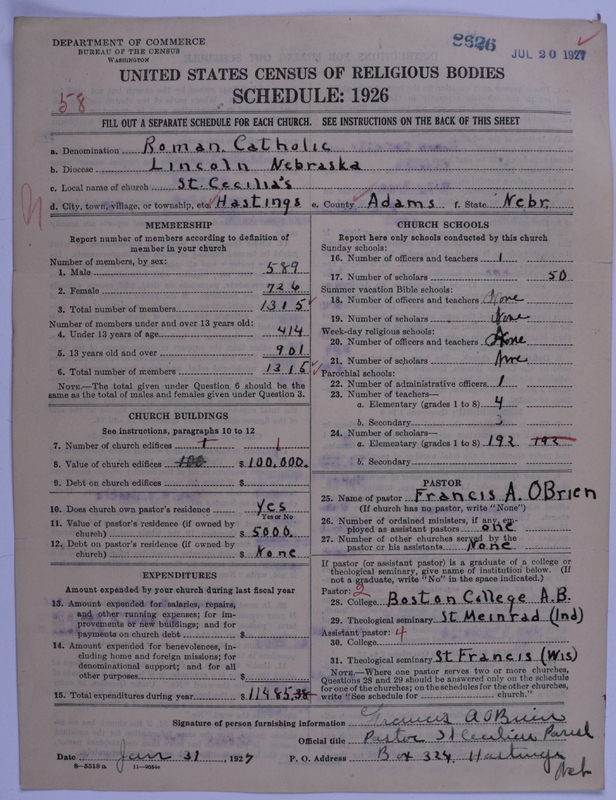 DEPARTMENT OF COMMERCE
BUREAU OF THE CENSUS
WASHINGTON
2626
JUL 20 1927
UNITED STATES CENSUS OF RELIGIOUS BODIES
58
SCHEDULE: 1926
FILL OUT A SEPARATE SCHEDULE FOR EACH CHURCH. SEE INSTRUCTIONS ON THE BACK OF THIS SHEET
a. Denomination Roman Catholic
b. Diocese Lincoln Nebraska
c. Local name of church St. Cecilia's
d. City, town, village, or township, etc. Hastings e. County Adams f. State Nebr.
MEMBERSHIP
Report number of members according to definition of member in your church
Number of members, by sex:
1. Male 589
2. Female 726
3. Total number of members 1315
Number of members under and over 13 years old:
4. Under 13 years of age 414
5. 13 years old and over 901
6. Total number of members 1315
NOTE.—The total given under Question 6 should be the
same as the total of males and females given under Question 3.
CHURCH BUILDINGS
See instructions, paragraphs 10 to 12
7. Number of church edifices 1 1
8. Value of church edifices 100 $100,000.
9. Debt on church edifices $
10. Does church own pastor's residence Yes
Yes or No
11. Value of pastor's residence (if owned by
church) $ 5000.
12. Debt on pastor's residence (if owned by
church) $ None
EXPENDITURES
Amount expended by your church during last fiscal year
13. Amount expended for salaries, repairs,
and other running expenses; for im-
provements or new buildings; and for
payments on church debt $
14. Amount expended for benevolences, in-
cluding home and foreign missions; for
denominational support; and for all
other purposes $
15. Total expenditures during year $11485.38
CHURCH SCHOOLS
Report here only schools conducted by this church
Sunday schools:
16. Number of officers and teachers 1
17. Number of scholars 50
Summer vacation Bible schools:
18. Number of officers and teachers None
19. Number of scholars None
Week-day religious schools:
20. Number of officers and teachers None
21. Number of scholars None
Parochial schools:
22. Number of administrative officers 1
23. Number of teachers—
a. Elementary (grades 1 to 8) 4
b. Secondary 3
24. Number of scholars—
a. Elementary (grades 1 to 8) 192 192
b. Secondary
PASTOR
25. Name of pastor Francis A. OBrien
(If church has no pastor, write "None")
26. Number of ordained ministers, if any, em-
ployed as assistant pastors one
27. Number of other churches served by the
pastor or his assistants None
If pastor (or assistant pastor) is a graduate of a college or
theological seminary, give name of institution below. (If
not a graduate, write "No" in the space indicated.)
Pastor: 2
28. College Boston College A.B.
29. Theological seminary St Meinrad (Ind)
Assistant pastor: 4
30. College
31. Theological seminary St Francis (Wis)
NOTE.—Where one pastor serves two or more churches,
Questions 28 and 29 should be answered only on the schedule
for one of the churches; on the schedules for the other churches,
write "See schedule for church."
Signature of person furnishing information Francis A OBrien
Official title Pastor St Cecilias
Date Jan 31, 1927 P. O. Address Box 324, Hastings
Neb
8—5518 a 11—9554c